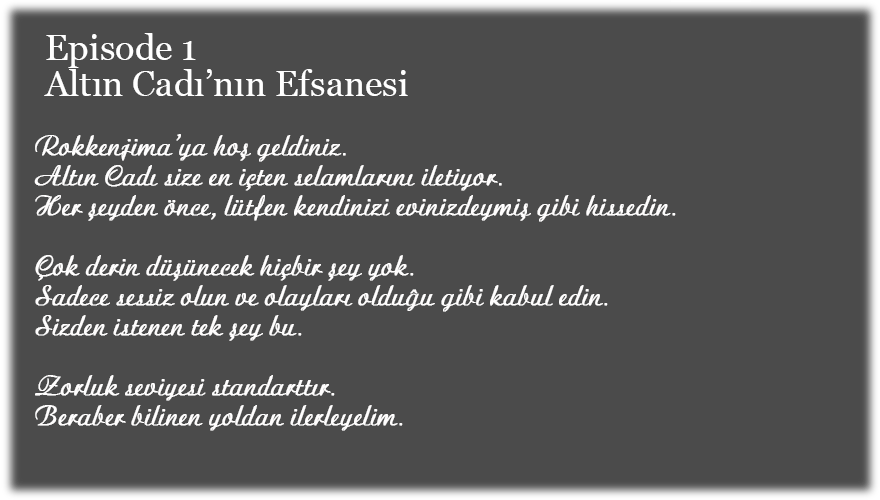 Episode 1
Altın Cadı’nın Efsanesi
Rokkenjima’ya hoş geldiniz.
Altın Cadı size en içten selamlarını iletiyor.
Her şeyden önce, lütfen kendinizi evinizdeymiş gibi hissedin.
Çok derin düşünecek hiçbir şey yok.
Sadece sessiz olun ve olayları olduğu gibi kabul edin.
Sizden istenen tek şey bu.
Zorluk seviyesi standarttır.
Beraber bilinen yoldan ilerleyelim.